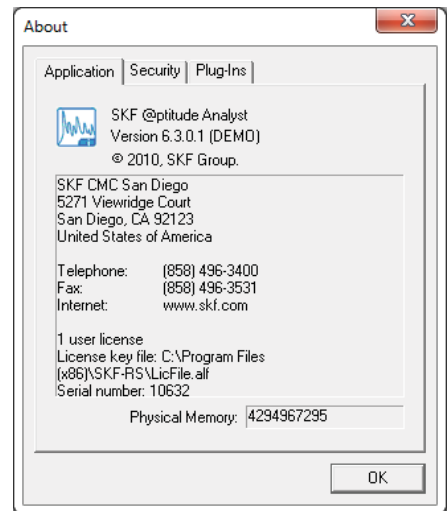 About
Application Security Plug-Ins
SKF @ptitude Analyst
Version 6.3.0.1 (DEMO)
© 2010, SKF Group.
SKF CMC San Diego
5271 Viewridge Court
San Diego, CA 92123
United States of America
Telephone: (858) 496-3400
Fax: (858) 496-3531
Internet: www.skf.com
1 user license
License key file: C:\Program Files
(x86)\SKF-RS\LicFile.alf
Serial number: 10632
Physical Memory: 4294967295
OK